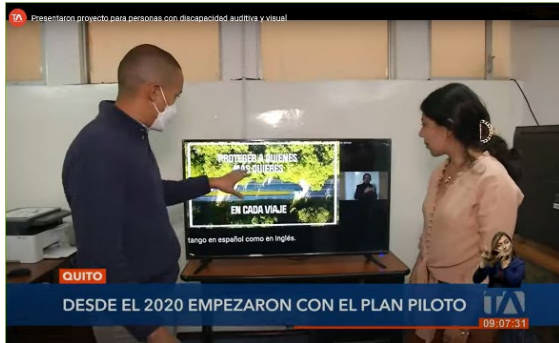 TA Presentaron proyecto para personas con discapacidad auditiva y visual
PROTEGER A QUIENES
MÁS QUIERES
EN CADA VIAJE
tango en español como en Inglés.
QUITO
DESDE EL 2020 EMPEZARON CON EL PLAN PILOTO
TA
09:07:31